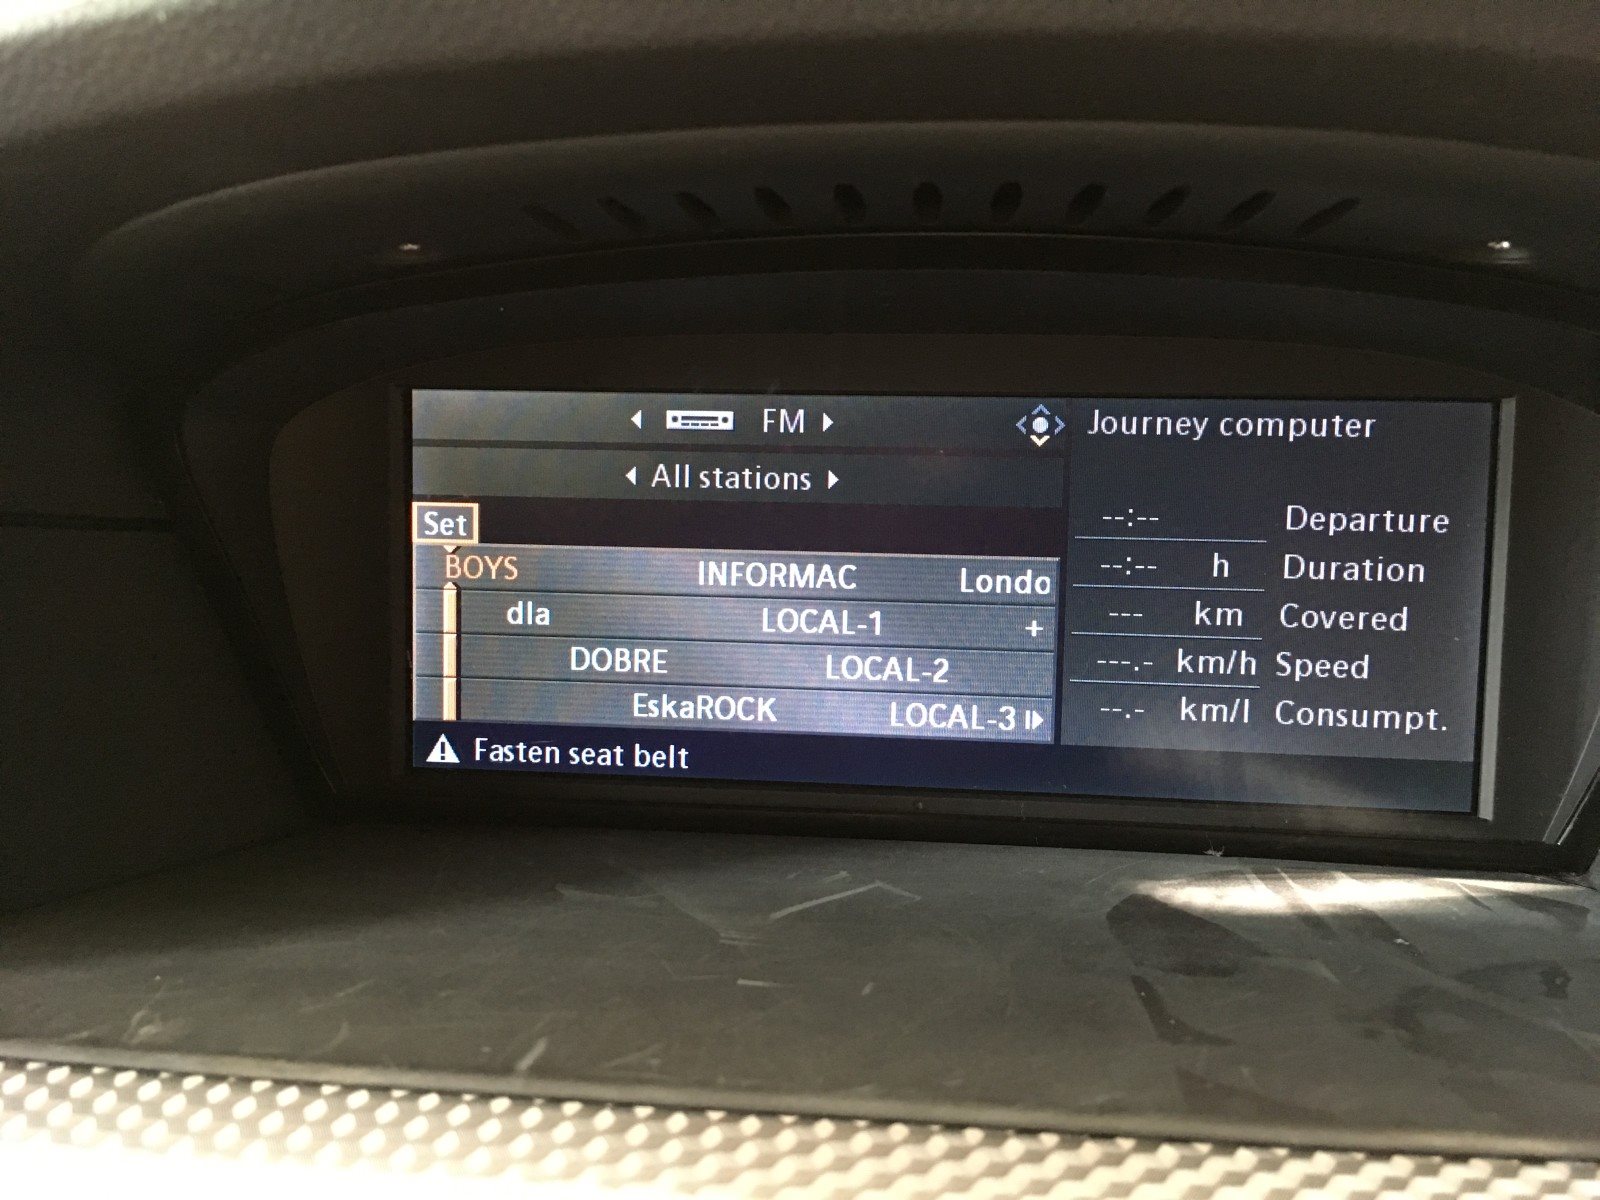 FM
All stations
Set
BOYS INFORMAC Londo
dla LOCAL-1 +
DOBRE LOCAL-2
EskaROCK LOCAL-3
Fasten seat belt
Journey computer
--:-- Departure
--:-- h Duration
--- km Covered
---.- km/h Speed
--.- km/l Consumpt.